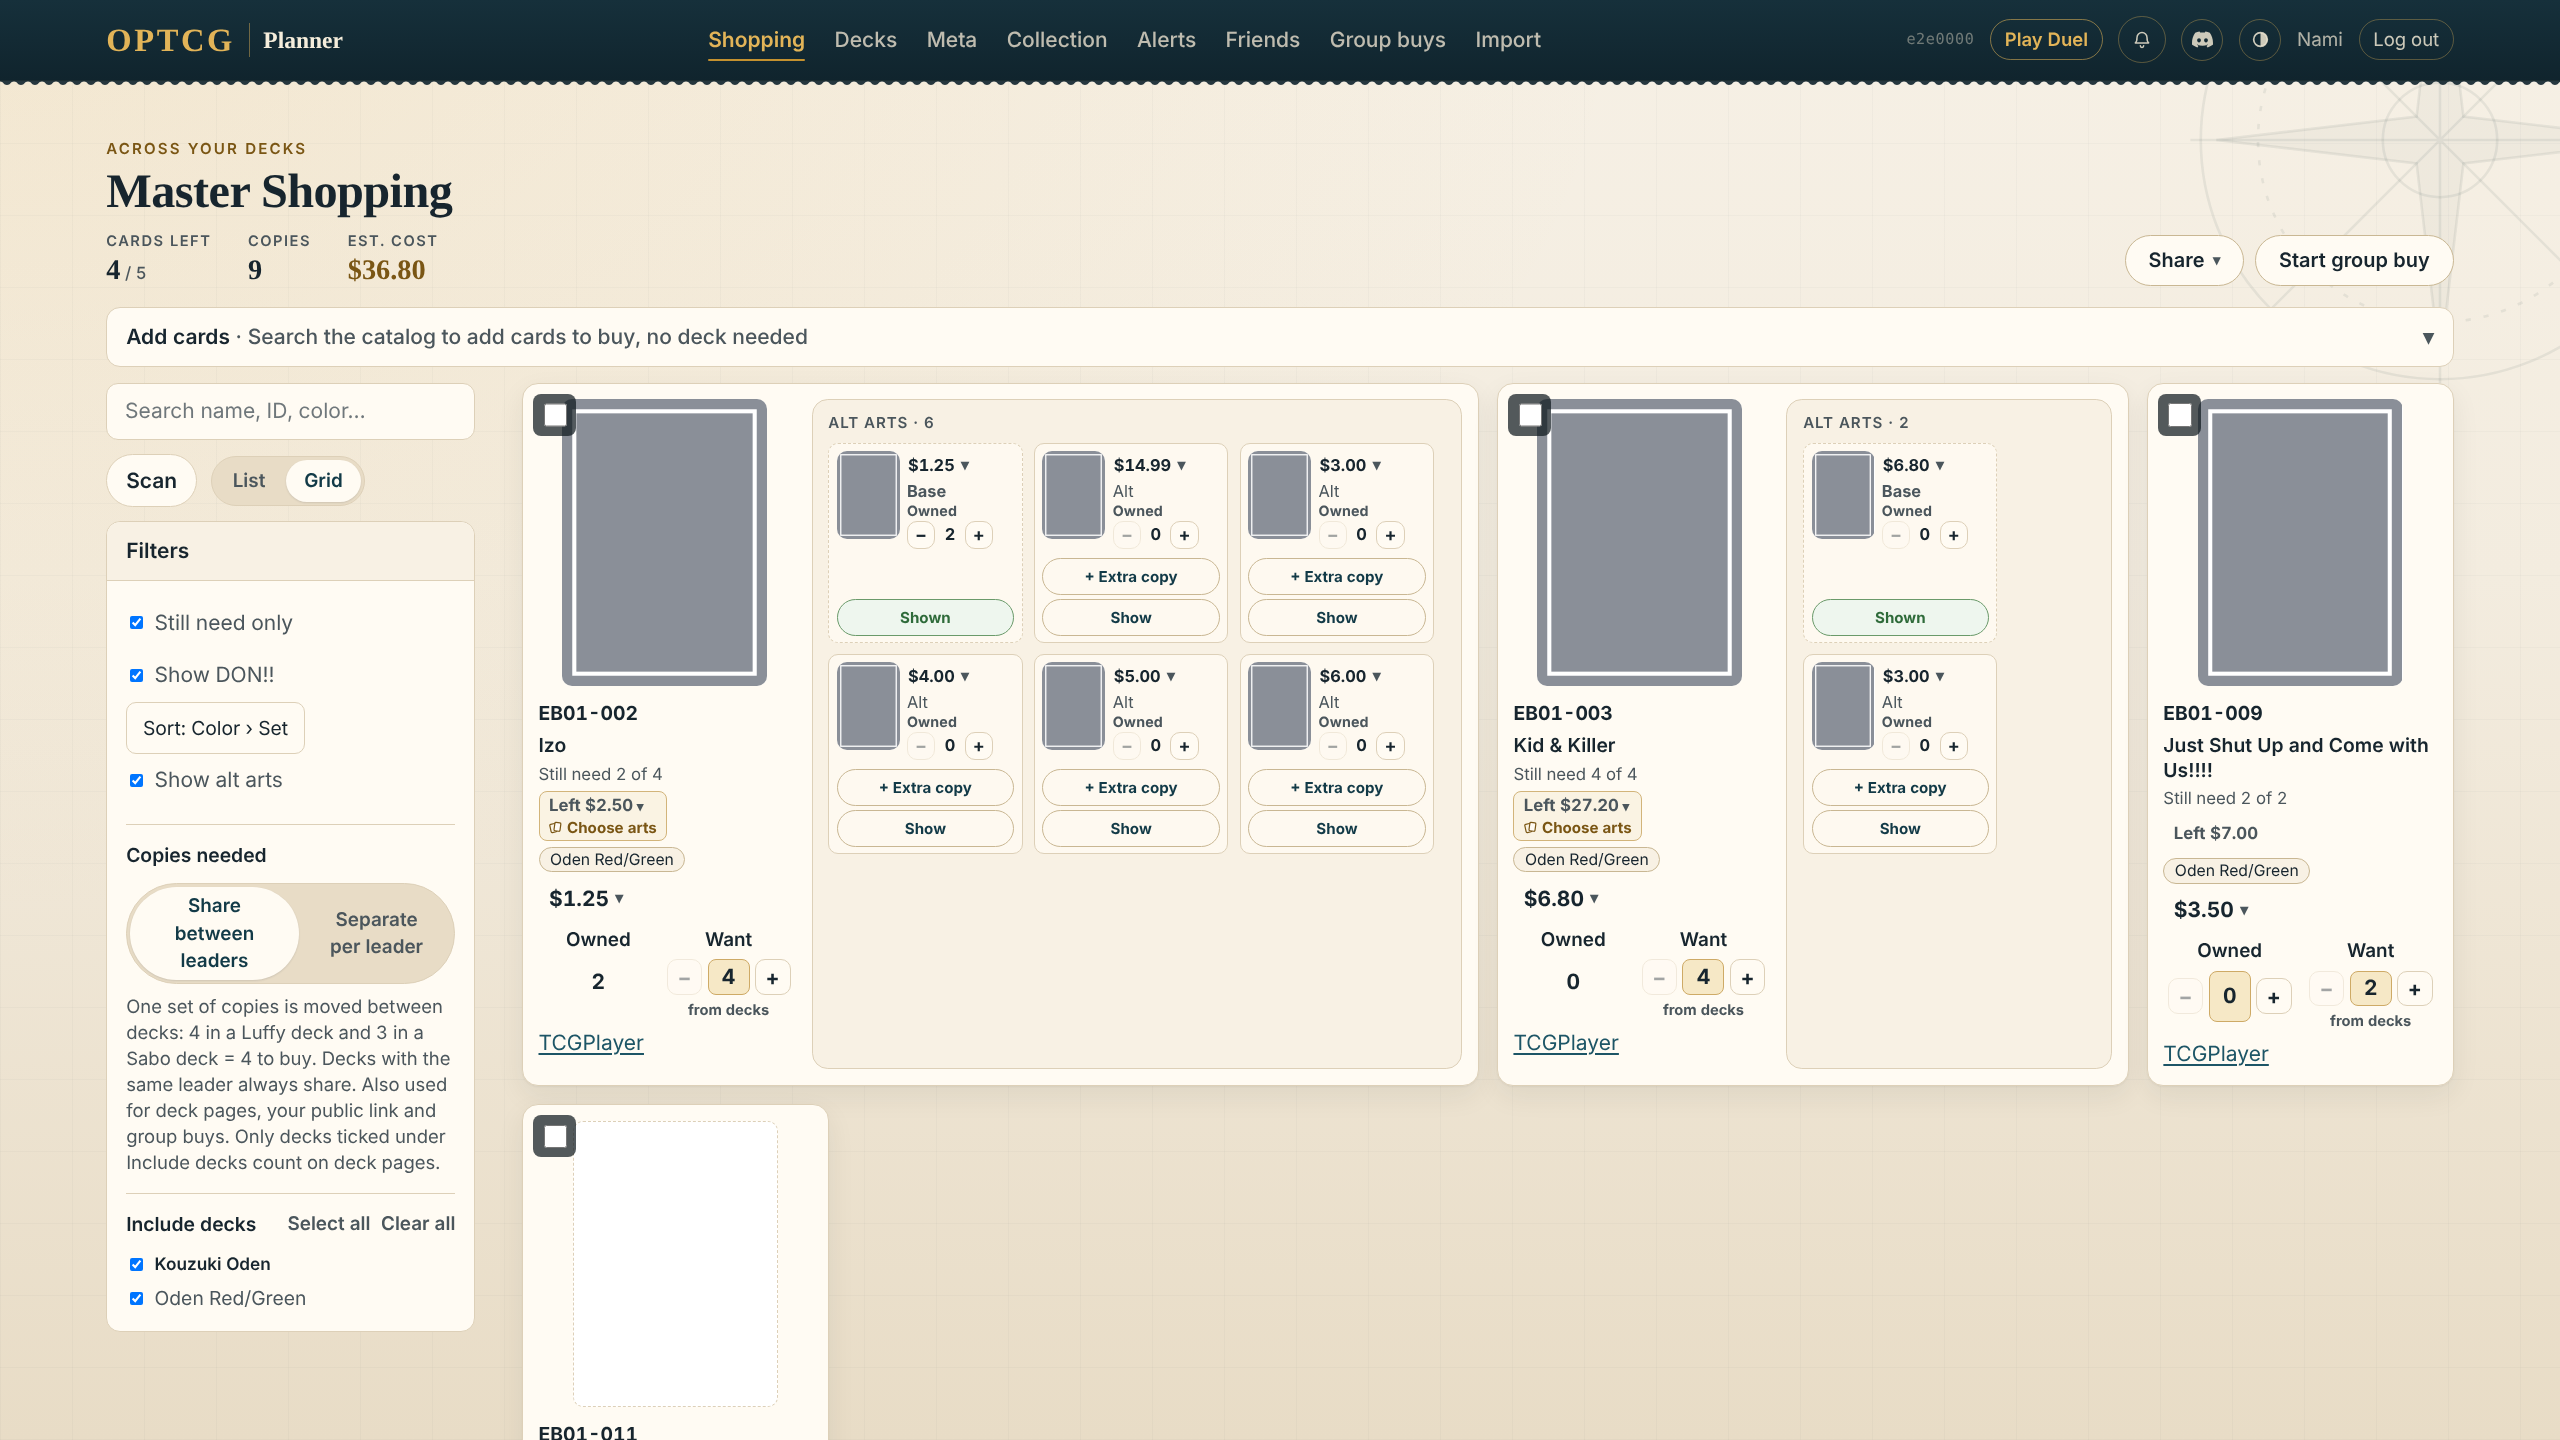 OPTCG Planner
Shopping Decks Meta Collection Alerts Friends Group buys Import
e2e0000 Play Duel Nami Log out
ACROSS YOUR DECKS
Master Shopping
CARDS LEFT COPIES EST. COST
4 / 5 9 $36.80
Share ▾ Start group buy
Add cards · Search the catalog to add cards to buy, no deck needed ▾
Search name, ID, color...
Scan List Grid
Filters
Still need only
Show DON!!
Sort: Color › Set
Show alt arts
Copies needed
Share between leaders
Separate per leader
One set of copies is moved between
decks: 4 in a Luffy deck and 3 in a
Sabo deck = 4 to buy. Decks with the
same leader always share. Also used
for deck pages, your public link and
group buys. Only decks ticked under
Include decks count on deck pages.
Include decks Select all Clear all
Kouzuki Oden
Oden Red/Green
EB01-002
Izo
Still need 2 of 4
Left $2.50 ▾
Choose arts
Oden Red/Green
$1.25 ▾
Owned Want
2 − 4 +
from decks
TCGPlayer
ALT ARTS · 6
$1.25 ▾
Base
Owned
− 2 +
Shown
$14.99 ▾
Alt
Owned
− 0 +
+ Extra copy
Show
$3.00 ▾
Alt
Owned
− 0 +
+ Extra copy
Show
$4.00 ▾
Alt
Owned
− 0 +
+ Extra copy
Show
$5.00 ▾
Alt
Owned
− 0 +
+ Extra copy
Show
$6.00 ▾
Alt
Owned
− 0 +
+ Extra copy
Show
EB01-003
Kid & Killer
Still need 4 of 4
Left $27.20 ▾
Choose arts
Oden Red/Green
$6.80 ▾
Owned Want
0 − 4 +
from decks
TCGPlayer
ALT ARTS · 2
$6.80 ▾
Base
Owned
− 0 +
Shown
$3.00 ▾
Alt
Owned
− 0 +
+ Extra copy
Show
EB01-009
Just Shut Up and Come with
Us!!!!
Still need 2 of 2
Left $7.00
Oden Red/Green
$3.50 ▾
Owned Want
− 0 + − 2 +
from decks
TCGPlayer
EB01-011